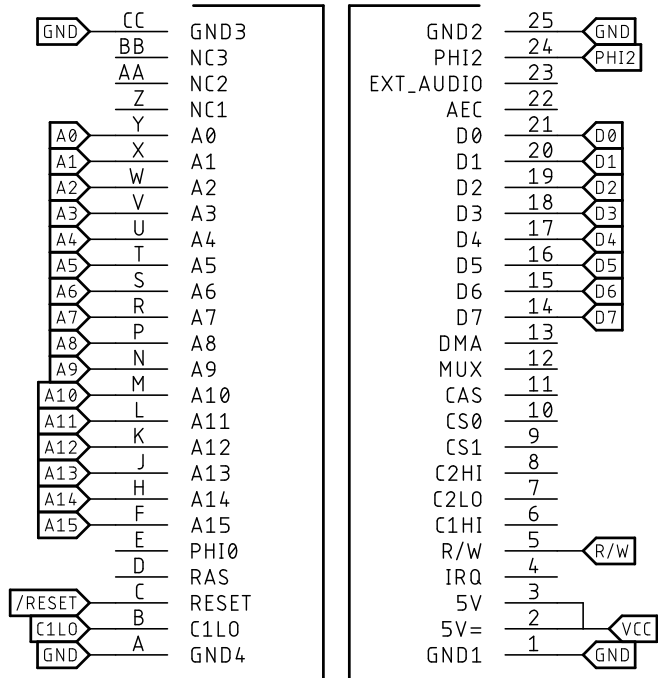 GND CC GND3 GND2 25 GND
BB NC3 PHI2 24 PHI2
AA NC2 EXT_AUDIO 23
Z NC1 AEC 22
A0 Y A0 D0 21 D0
A1 X A1 D1 20 D1
A2 W A2 D2 19 D2
A3 V A3 D3 18 D3
A4 U A4 D4 17 D4
A5 T A5 D5 16 D5
A6 S A6 D6 15 D6
A7 R A7 D7 14 D7
A8 P A8 DMA 13
A9 N A9 MUX 12
A10 M A10 CAS 11
A11 L A11 CS0 10
A12 K A12 CS1 9
A13 J A13 C2HI 8
A14 H A14 C2LO 7
A15 F A15 C1HI 6
E PHI0 R/W 5 R/W
D RAS IRQ 4
/RESET C RESET 5V 3
C1LO B C1LO 5V= 2 VCC
GND A GND4 GND1 1 GND